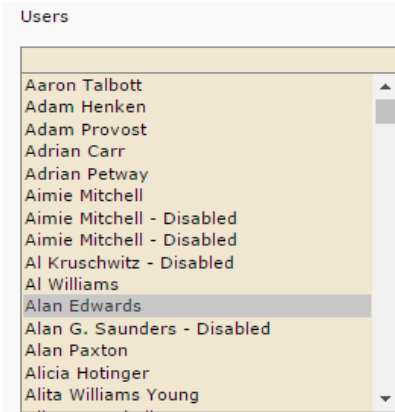 Users
Aaron Talbott
Adam Henken
Adam Provost
Adrian Carr
Adrian Petway
Aimie Mitchell
Aimie Mitchell - Disabled
Aimie Mitchell - Disabled
Al Kruschwitz - Disabled
Al Williams
Alan Edwards
Alan G. Saunders - Disabled
Alan Paxton
Alicia Hotinger
Alita Williams Young